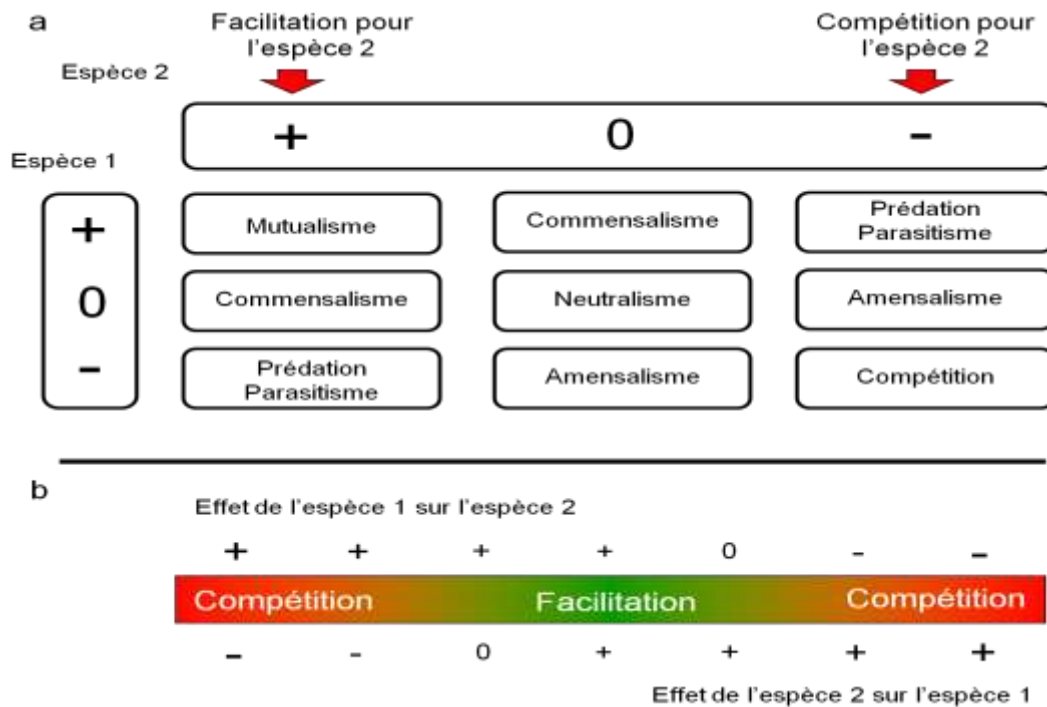 a
Facilitation pour
l'espèce 2
Compétition pour
l'espèce 2
Espèce 2
+ 0 -
Espèce 1
+
Mutualisme
Commensalisme
Prédation
Parasitisme
0
Commensalisme
Neutralisme
Amensalisme
-
Prédation
Parasitisme
Amensalisme
Compétition
b
Effet de l'espèce 1 sur l'espèce 2
+ + + + 0 - -
Compétition Facilitation Compétition
- - 0 + + + +
Effet de l'espèce 2 sur l'espèce 1